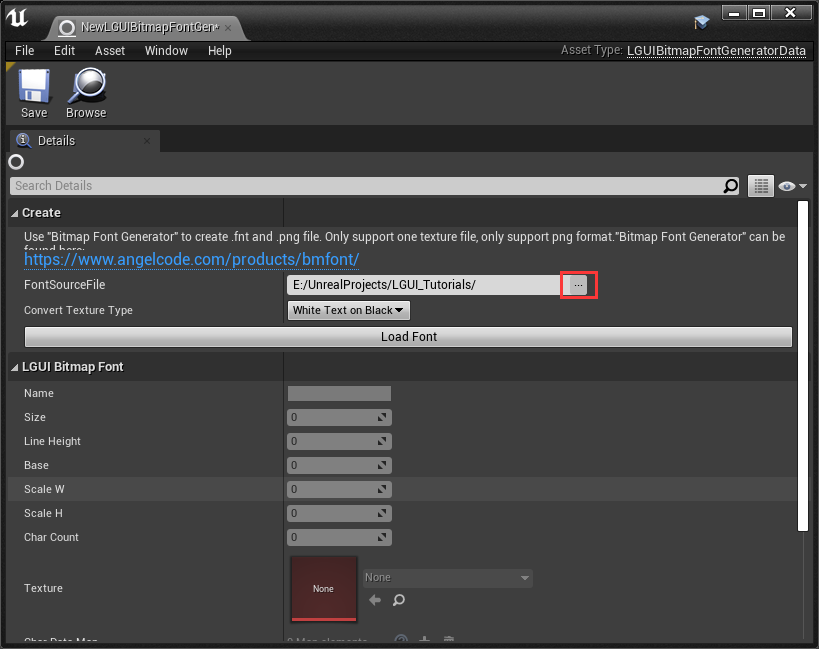 NewLGUIBitmapFontGen*
File Edit Asset Window Help
Asset Type: LGUIBitmapFontGeneratorData
Save Browse
Details
Search Details
Create
Use "Bitmap Font Generator" to create .fnt and .png file. Only support one texture file, only support png format."Bitmap Font Generator" can be
found here:
https://www.angelcode.com/products/bmfont/
FontSourceFile E:/UnrealProjects/LGUI_Tutorials/ ...
Convert Texture Type White Text on Black
Load Font
LGUI Bitmap Font
Name
Size 0
Line Height 0
Base 0
Scale W 0
Scale H 0
Char Count 0
Texture None None
Char Data Map 0 Map elements